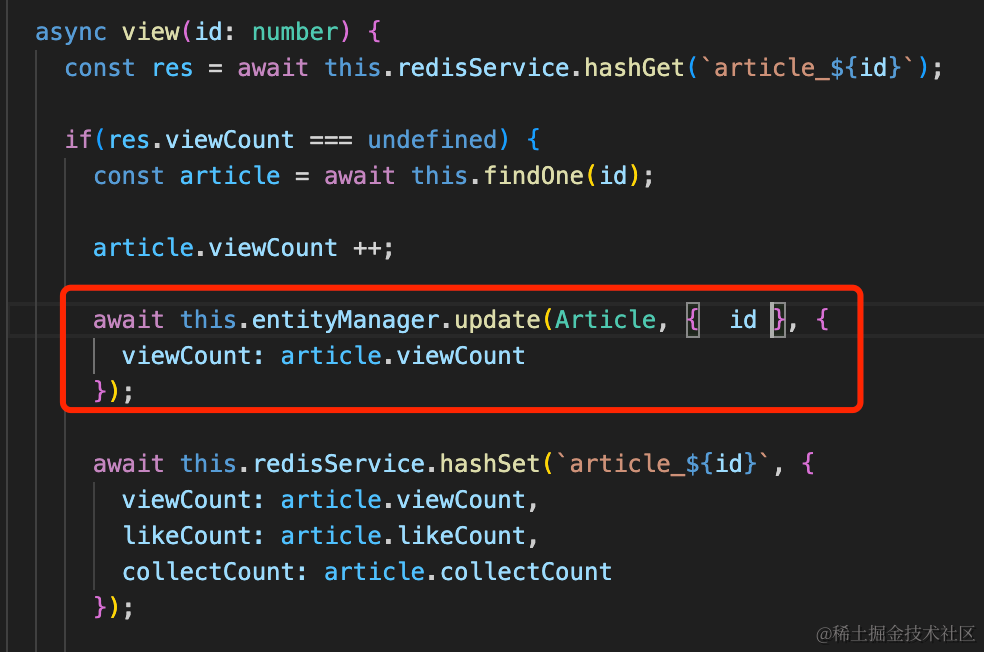 async view(id: number) {
const res = await this.redisService.hashGet(`article_${id}`);
if(res.viewCount === undefined) {
const article = await this.findOne(id);
article.viewCount ++;
await this.entityManager.update(Article, {  id }, {
viewCount: article.viewCount
});
await this.redisService.hashSet(`article_${id}`, {
viewCount: article.viewCount,
likeCount: article.likeCount,
collectCount: article.collectCount
});
@稀土掘金技术社区